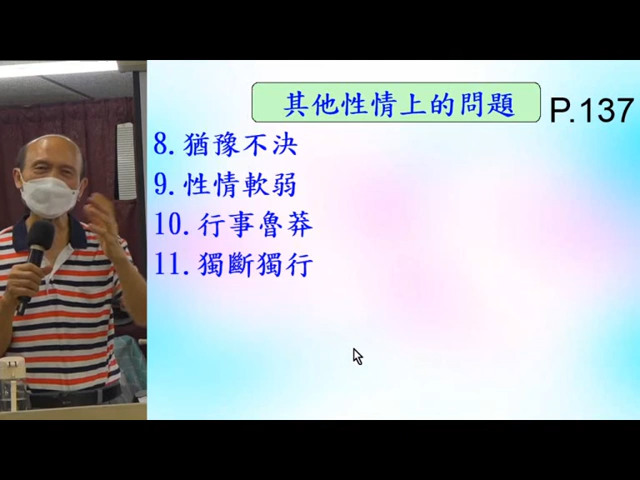 其他性情上的問題
P.137
8.猶豫不決
9.性情軟弱
10.行事魯莽
11.獨斷獨行